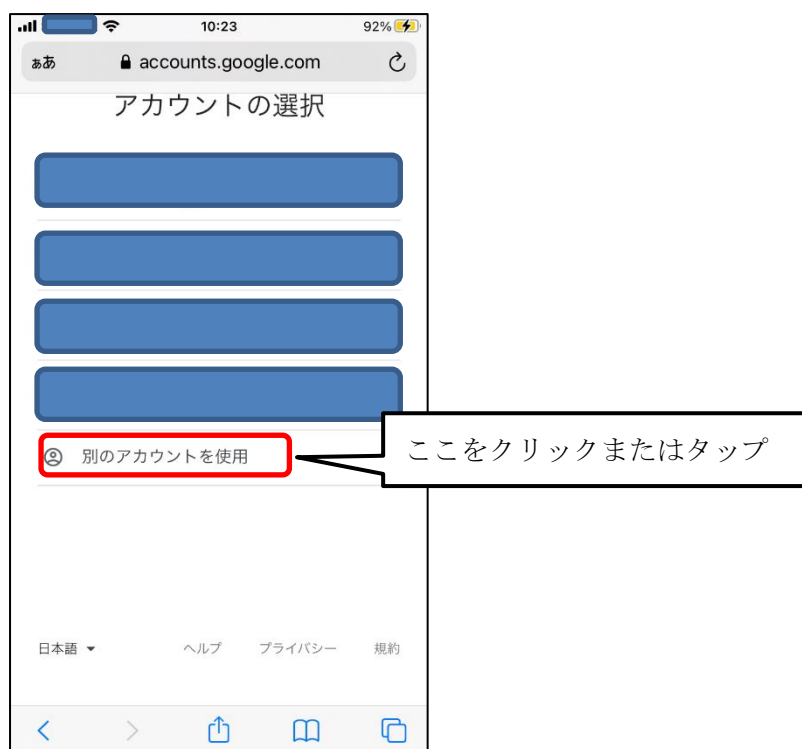 10:23
92%
ぁあ accounts.google.com
アカウントの選択
別のアカウントを使用
ここをクリックまたはタップ
日本語 ヘルプ プライバシー 規約